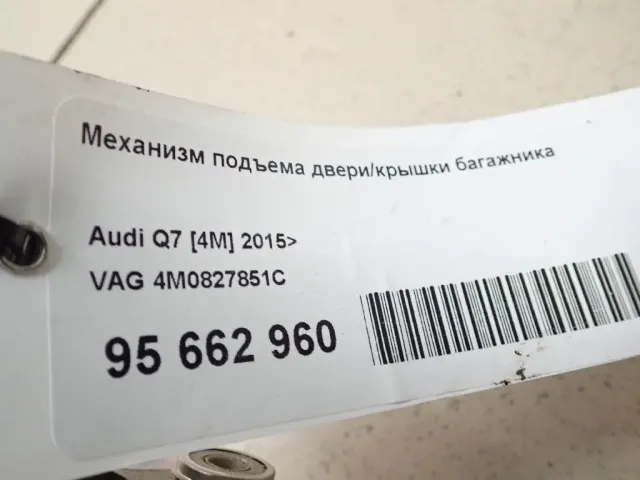 Механизм подъема двери/крышки багажника
Audi Q7 [4M] 2015>
VAG 4M0827851C
95 662 960